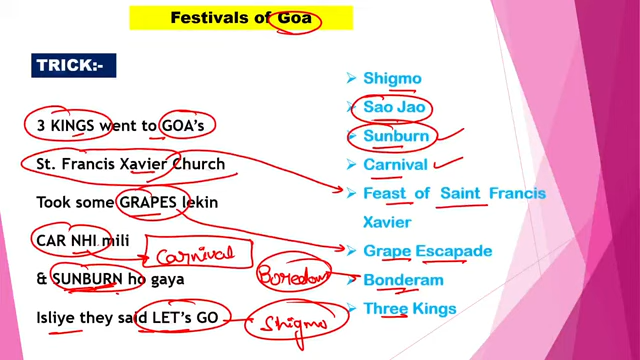 Festivals of Goa
TRICK:-
3 KINGS went to GOA's
St. Francis Xavier Church
Took some GRAPES lekin
CAR NHI mili
Carnival
& SUNBURN ho gaya
Isliye they said LET's GO
Shigmo
Boredom
Shigmo
Sao Jao
Sunburn
Carnival
Feast of Saint Francis
Xavier
Grape Escapade
Bonderam
Three Kings